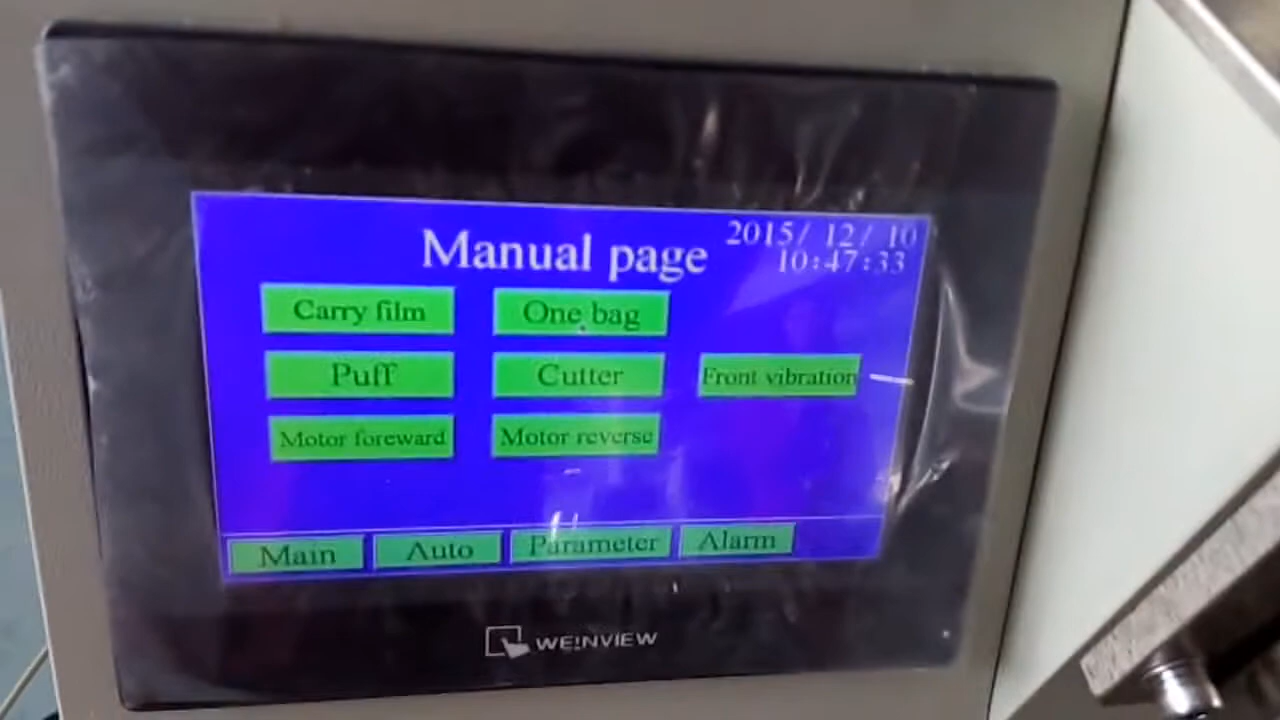 Manual page
2015/ 12/ 10
10:47:33
Carry film
One bag
Puff
Cutter
Front vibration
Motor foreward
Motor reverse
Main
Auto
Parameter
Alarm
WEINVIEW